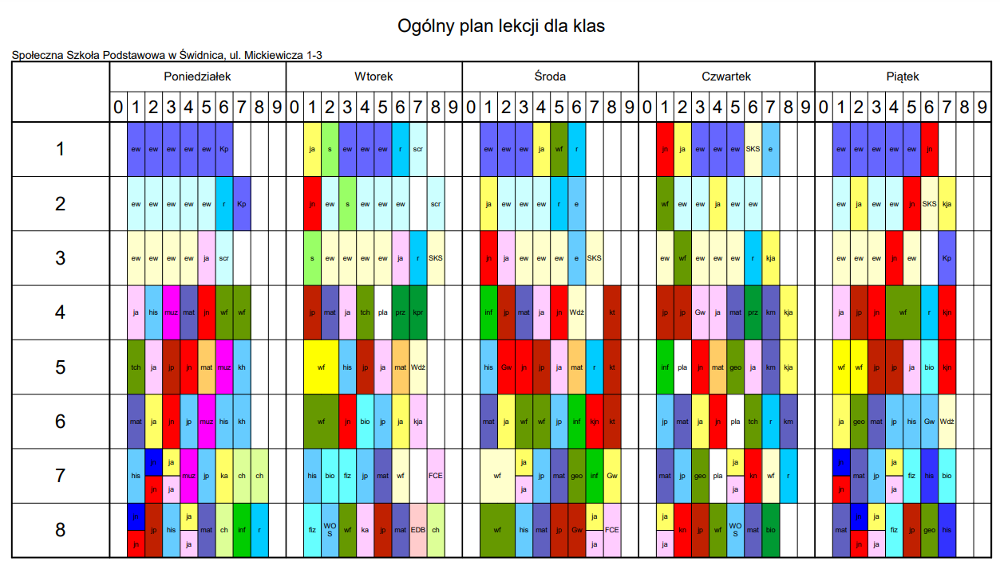 Ogólny plan lekcji dla klas
Społeczna Szkoła Podstawowa w Świdnica, ul. Mickiewicza 1-3
Poniedziałek Wtorek Środa Czwartek Piątek
0 1 2 3 4 5 6 7 8 9 0 1 2 3 4 5 6 7 8 9 0 1 2 3 4 5 6 7 8 9 0 1 2 3 4 5 6 7 8 9 0 1 2 3 4 5 6 7 8 9
1 ew ew ew ew ew Kp ja s ew ew ew r scr ew ew ew ja wf r jn ja ew ew ew SKS e ew ew ew ew ew jn
2 ew ew ew ew ew r Kp jn ew s ew ew ew scr ja ew ew ew r e wf ew ew ja ew ew ew ja ew ew jn SKS kja
3 ew ew ew ew ja scr s ew ew ew ew ja r SKS jn ja ew ew ew e SKS ew wf ew ew ew r kja ew ew ew jn ew Kp
4 ja his muz mat jn wf wf jp mat ja tch pla prz kpr inf jp mat ja jn Wdż kt jp jp Gw ja mat prz km kja ja jp jn wf r kjn
5 tch ja jp jn mat muz kh wf his jp ja mat Wdż his Gw jn jp ja mat r kt inf pla jn mat geo ja km kja wf wf jp jp ja bio kjn
6 mat ja jn jp muz his kh wf jn bio jp ja kja mat ja wf wf jp inf kjn kt jp mat ja jn pla tch r km ja geo mat jp his Gw Wdż
jn ja ja ja jn ja
7 his muz jp ka ch ch his bio fiz jp mat wf FCE wf jp mat geo inf Gw mat jp geo pla kn wf r mat jp fiz his bio
jn ja ja ja jn ja
jn ja ja ja jn ja
8 jp his mat ch inf r fiz WO wf ka jp mat EDB ch wf his mat jp Gw FCE kn jp wf WO mat bio mat fiz jp geo his
S S
jn ja ja ja jn ja